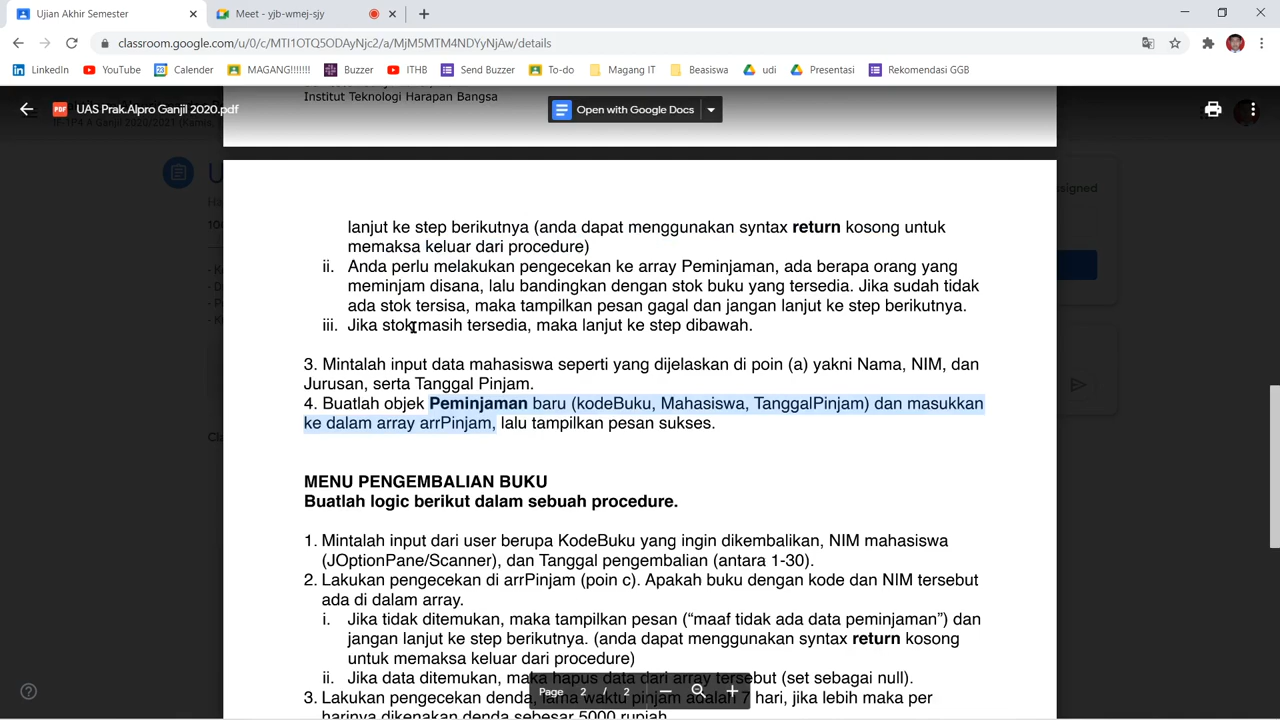 Ujian Akhir Semester
Meet - yjb-wmej-sjy
classroom.google.com/u/0/c/MTI1OTQ5ODAyNjc2/a/MjM5MTM4NDYyNjAw/details
LinkedIn YouTube Calender MAGANG!!!!!!! Buzzer ITHB Send Buzzer To-do Magang IT Beasiswa udi Presentasi Rekomendasi GGB
Institut Teknologi Harapan Bangsa
PDF UAS Prak.Alpro Ganjil 2020.pdf
Open with Google Docs
lanjut ke step berikutnya (anda dapat menggunakan syntax return kosong untuk
memaksa keluar dari procedure)
ii. Anda perlu melakukan pengecekan ke array Peminjaman, ada berapa orang yang
meminjam disana, lalu bandingkan dengan stok buku yang tersedia. Jika sudah tidak
ada stok tersisa, maka tampilkan pesan gagal dan jangan lanjut ke step berikutnya.
iii. Jika stok masih tersedia, maka lanjut ke step dibawah.
3. Mintalah input data mahasiswa seperti yang dijelaskan di poin (a) yakni Nama, NIM, dan
Jurusan, serta Tanggal Pinjam.
4. Buatlah objek Peminjaman baru (kodeBuku, Mahasiswa, TanggalPinjam) dan masukkan
ke dalam array arrPinjam, lalu tampilkan pesan sukses.
MENU PENGEMBALIAN BUKU
Buatlah logic berikut dalam sebuah procedure.
1. Mintalah input dari user berupa KodeBuku yang ingin dikembalikan, NIM mahasiswa
(JOptionPane/Scanner), dan Tanggal pengembalian (antara 1-30).
2. Lakukan pengecekan di arrPinjam (poin c). Apakah buku dengan kode dan NIM tersebut
ada di dalam array.
i. Jika tidak ditemukan, maka tampilkan pesan (“maaf tidak ada data peminjaman”) dan
jangan lanjut ke step berikutnya. (anda dapat menggunakan syntax return kosong
untuk memaksa keluar dari procedure)
ii. Jika data ditemukan, maka hapus data dari array tersebut (set sebagai null).
Page 2 / 2
3. Lakukan pengecekan denda, lama waktu pinjam adalah 7 hari, jika lebih maka per
harinya dikenakan denda sebesar 5000 rupiah.